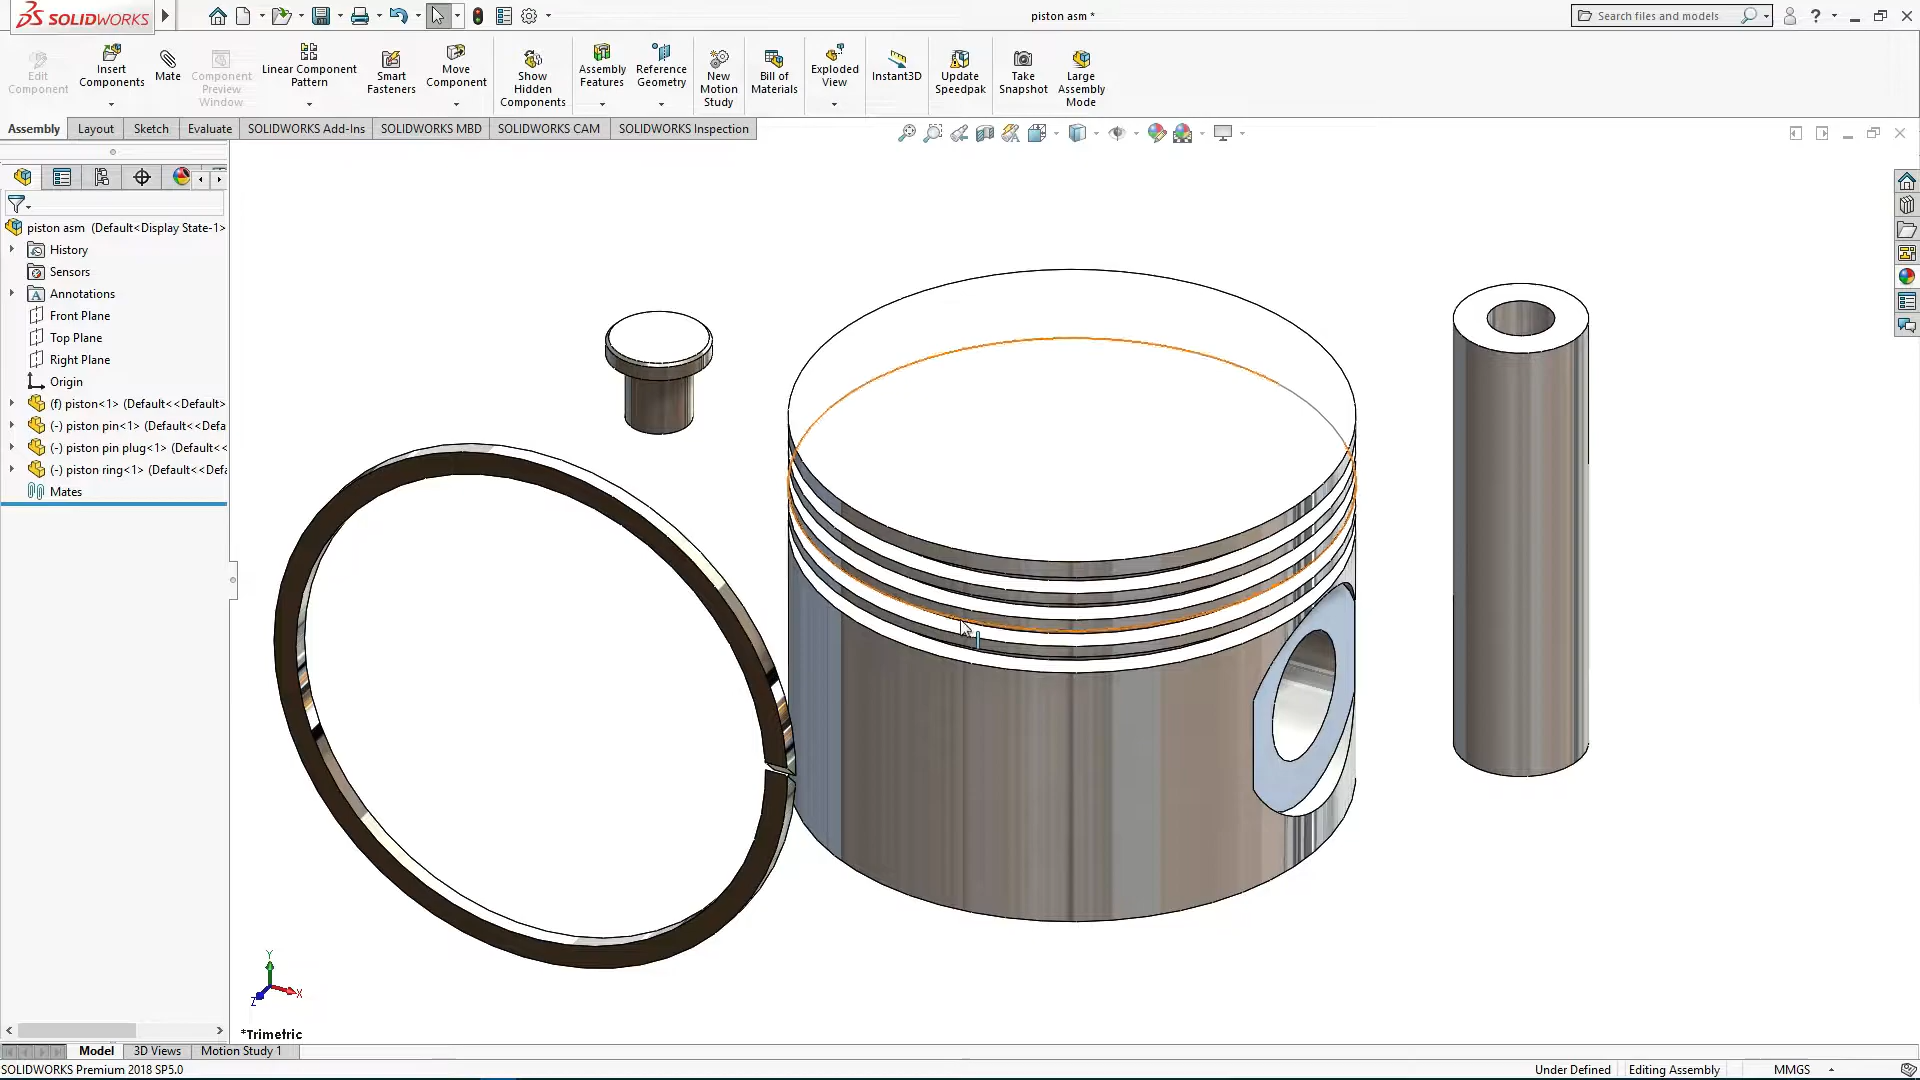 SOLIDWORKS
piston asm *
Search files and models
?
Edit Component
Insert Components
Mate
Component Preview Window
Linear Component Pattern
Smart Fasteners
Move Component
Show Hidden Components
Assembly Features
Reference Geometry
New Motion Study
Bill of Materials
Exploded View
Instant3D
Update Speedpak
Take Snapshot
Large Assembly Mode
Assembly
Layout
Sketch
Evaluate
SOLIDWORKS Add-Ins
SOLIDWORKS MBD
SOLIDWORKS CAM
SOLIDWORKS Inspection
piston asm (Default<Display State-1>
History
Sensors
A Annotations
Front Plane
Top Plane
Right Plane
Origin
(f) piston<1> (Default<<Default>
(-) piston pin<1> (Default<<Defa
(-) piston pin plug<1> (Default<<
(-) piston ring<1> (Default<<Defa
Mates
Y
X
Z
*Trimetric
Model
3D Views
Motion Study 1
SOLIDWORKS Premium 2018 SP5.0
Under Defined
Editing Assembly
MMGS